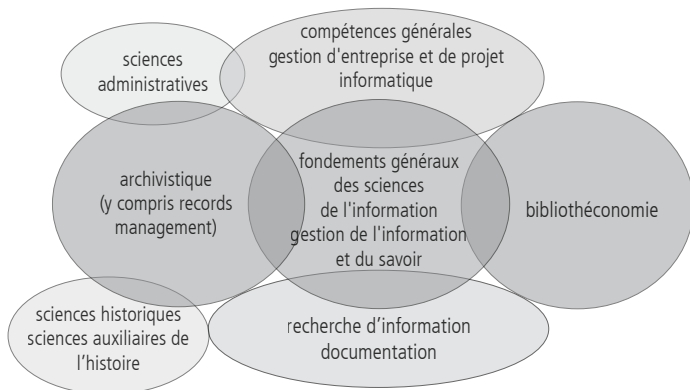 sciences
administratives
compétences générales
gestion d'entreprise et de projet
informatique
archivistique
(y compris records
management)
fondements généraux
des sciences
de l'information
gestion de l'information
et du savoir
bibliothéconomie
sciences historiques
sciences auxiliaires de
l’histoire
recherche d’information
documentation